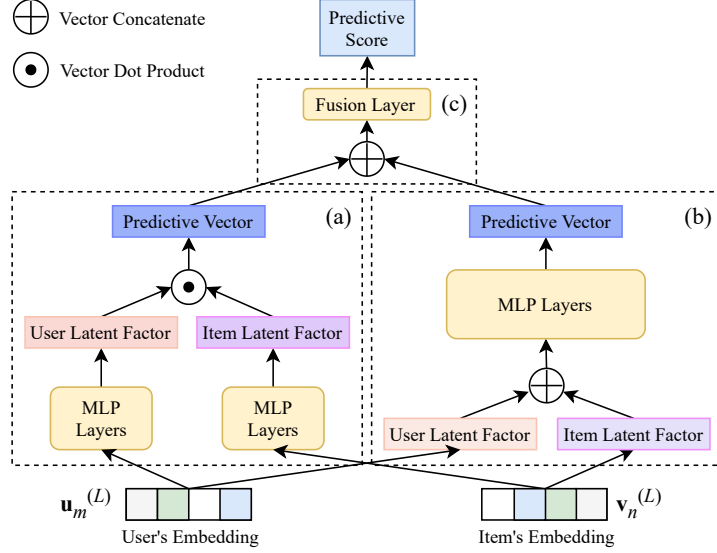 Vector Concatenate
Vector Dot Product
Predictive
Score
Fusion Layer
(c)
(a)
(b)
Predictive Vector
Predictive Vector
MLP Layers
User Latent Factor
Item Latent Factor
MLP
Layers
MLP
Layers
User Latent Factor
Item Latent Factor
u_m^(L)
v_n^(L)
User's Embedding
Item's Embedding